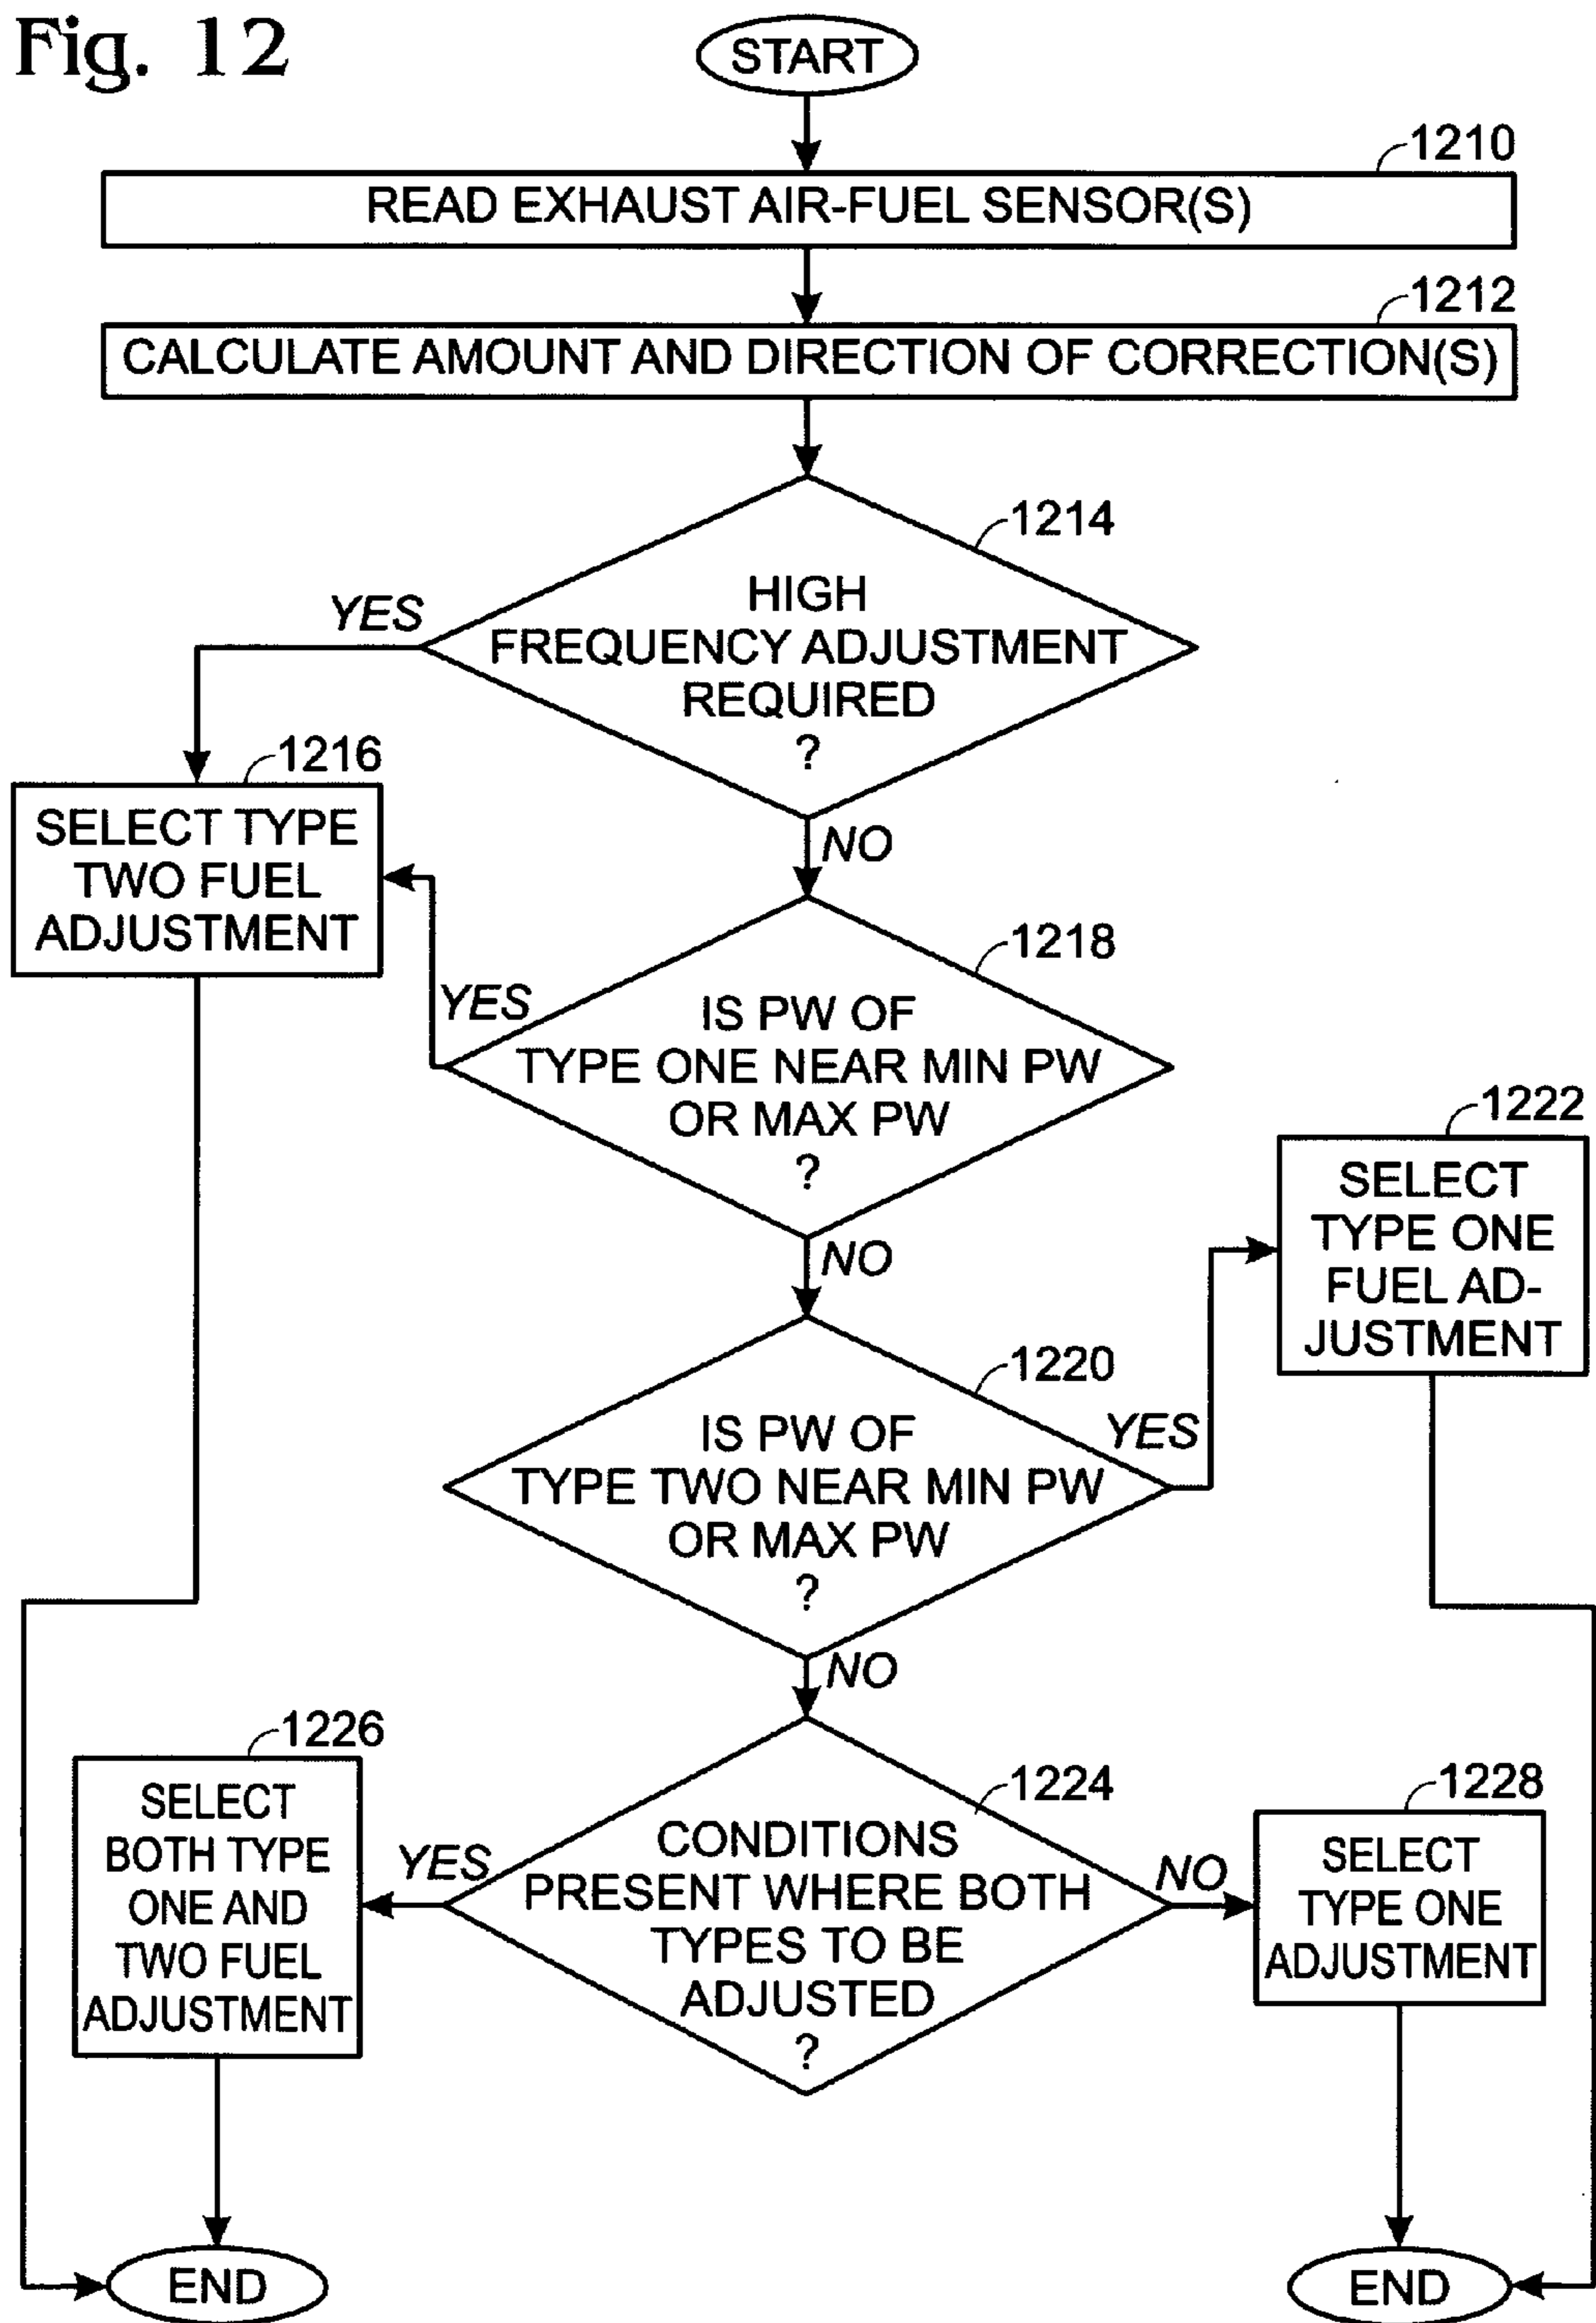 Fig. 12
START
1210
READ EXHAUST AIR-FUEL SENSOR(S)
1212
CALCULATE AMOUNT AND DIRECTION OF CORRECTION(S)
1214
HIGH
FREQUENCY ADJUSTMENT
REQUIRED
?
YES
NO
1216
SELECT TYPE
TWO FUEL
ADJUSTMENT
1218
IS PW OF
TYPE ONE NEAR MIN PW
OR MAX PW
?
YES
NO
1222
SELECT
TYPE ONE
FUEL AD-
JUSTMENT
1220
IS PW OF
TYPE TWO NEAR MIN PW
OR MAX PW
?
YES
NO
1226
SELECT
BOTH TYPE
ONE AND
TWO FUEL
ADJUSTMENT
1224
CONDITIONS
PRESENT WHERE BOTH
TYPES TO BE
ADJUSTED
?
YES
NO
1228
SELECT
TYPE ONE
ADJUSTMENT
END
END